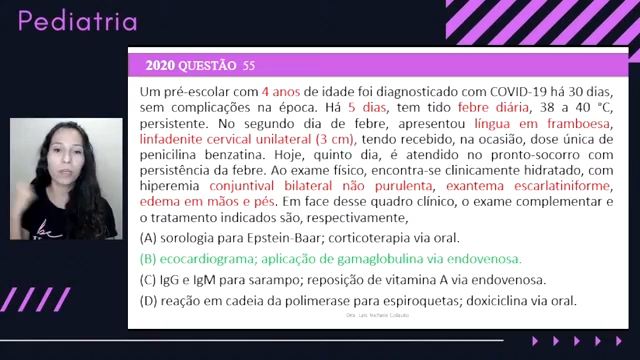 Pediatria
2020 QUESTÃO 55
Um pré-escolar com 4 anos de idade foi diagnosticado com COVID-19 há 30 dias,
sem complicações na época. Há 5 dias, tem tido febre diária, 38 a 40 °C,
persistente. No segundo dia de febre, apresentou língua em framboesa,
linfadenite cervical unilateral (3 cm), tendo recebido, na ocasião, dose única de
penicilina benzatina. Hoje, quinto dia, é atendido no pronto-socorro com
persistência da febre. Ao exame físico, encontra-se clinicamente hidratado, com
hiperemia conjuntival bilateral não purulenta, exantema escarlatiniforme,
edema em mãos e pés. Em face desse quadro clínico, o exame complementar e
o tratamento indicados são, respectivamente,
(A) sorologia para Epstein-Baar; corticoterapia via oral.
(B) ecocardiograma; aplicação de gamaglobulina via endovenosa.
(C) IgG e IgM para sarampo; reposição de vitamina A via endovenosa.
(D) reação em cadeia da polimerase para espiroquetas; doxiciclina via oral.